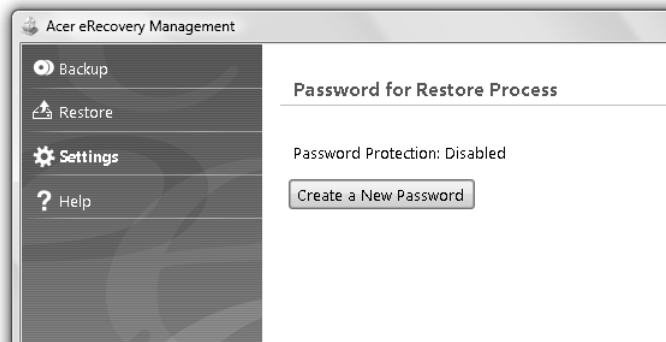 Acer eRecovery Management
Backup
Restore
Settings
Help
Password for Restore Process
Password Protection: Disabled
Create a New Password